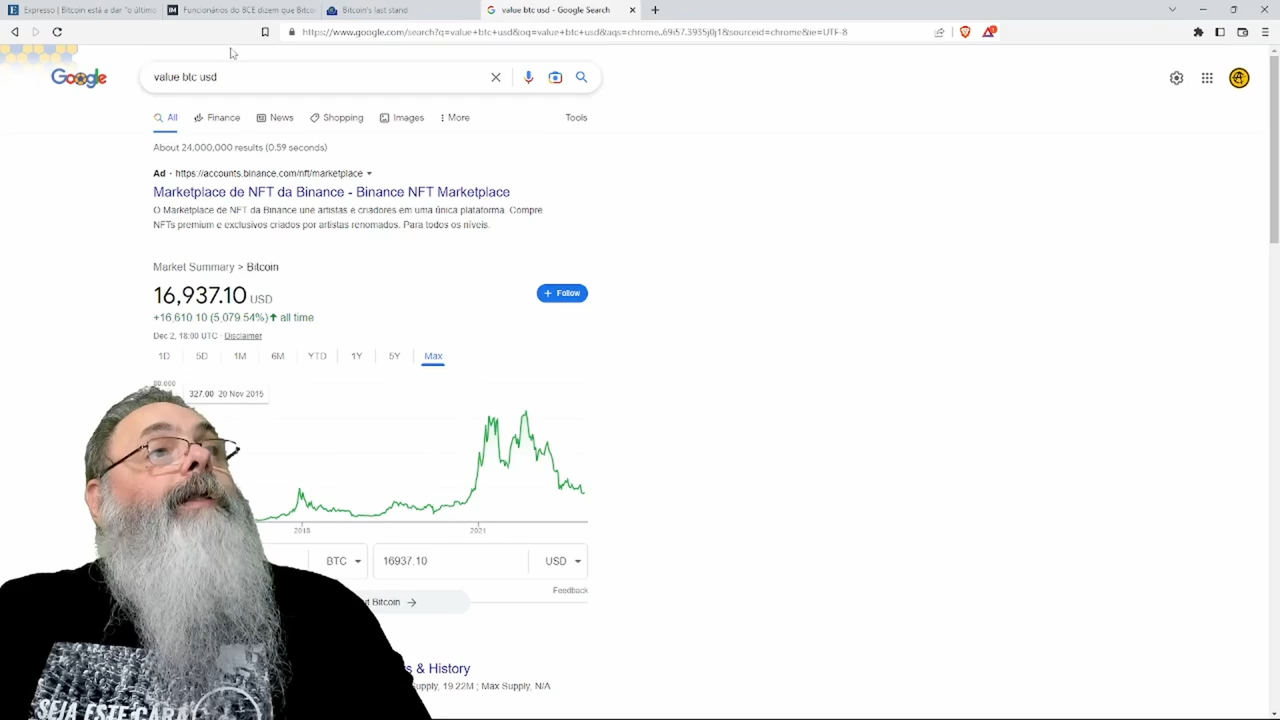 Expresso | Bitcoin está a dar "o último
Funcionários do BCE dizem que Bitco
Bitcoin's last stand
value btc usd - Google Search
https://www.google.com/search?q=value+btc+usd&oq=value+btc+usd&aqs=chrome..69i57.3935j0j1&sourceid=chrome&ie=UTF-8
Google
value btc usd
All Finance News Shopping Images More Tools
About 24,000,000 results (0.59 seconds)
Ad · https://accounts.binance.com/nft/marketplace
Marketplace de NFT da Binance - Binance NFT Marketplace
O Marketplace de NFT da Binance une artistas e criadores em uma única plataforma. Compre
NFTs premium e exclusivos criados por artistas renomados. Para todos os níveis.
Market Summary > Bitcoin
16,937.10 USD
+ Follow
+16,610.10 (5,079.54%) all time
Dec 2, 18:00 UTC · Disclaimer
1D 5D 1M 6M YTD 1Y 5Y Max
327.00 20 Nov 2015
2021
BTC 16937.10 USD
Feedback
t Bitcoin
s & History
upply, 19.22M ; Max Supply, N/A
SEJA ESTE CARA